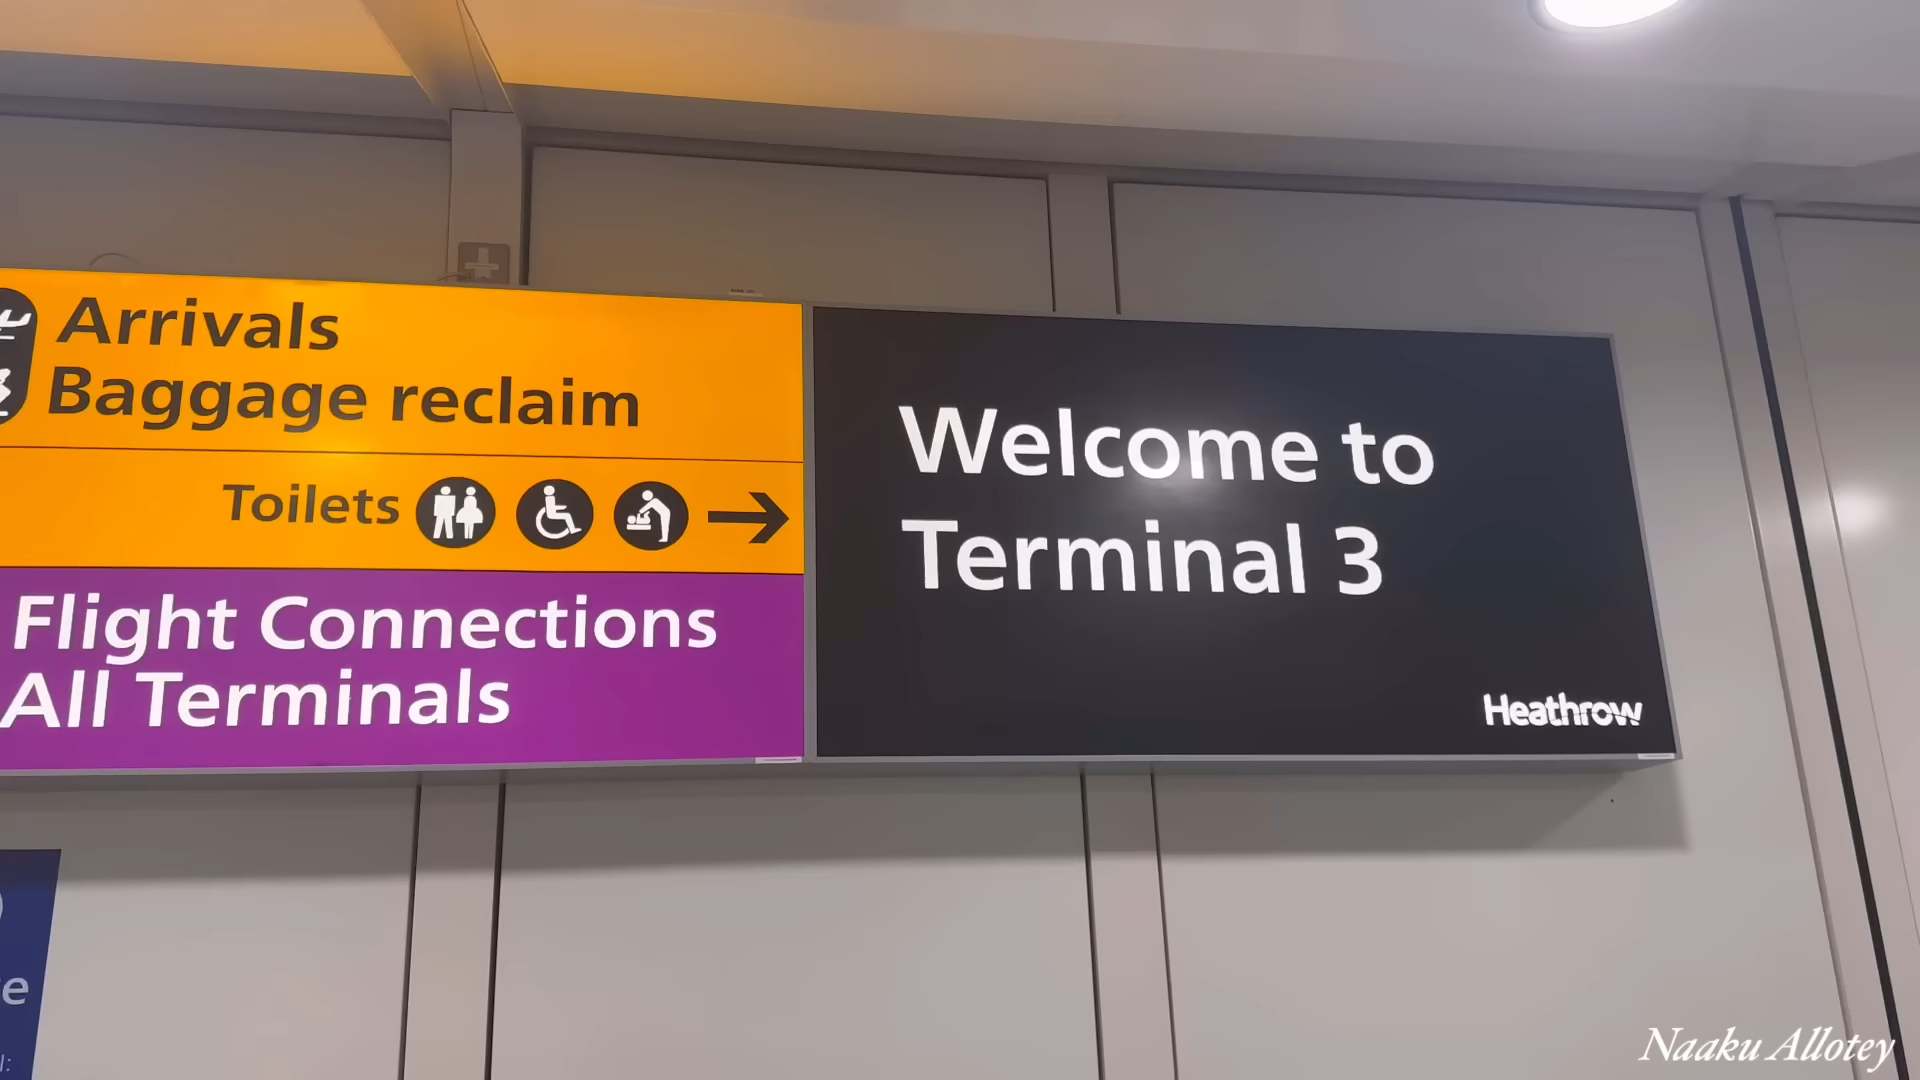 Arrivals
Baggage reclaim
Toilets
Flight Connections
All Terminals
Welcome to
Terminal 3
Heathrow
Naaku Allotey